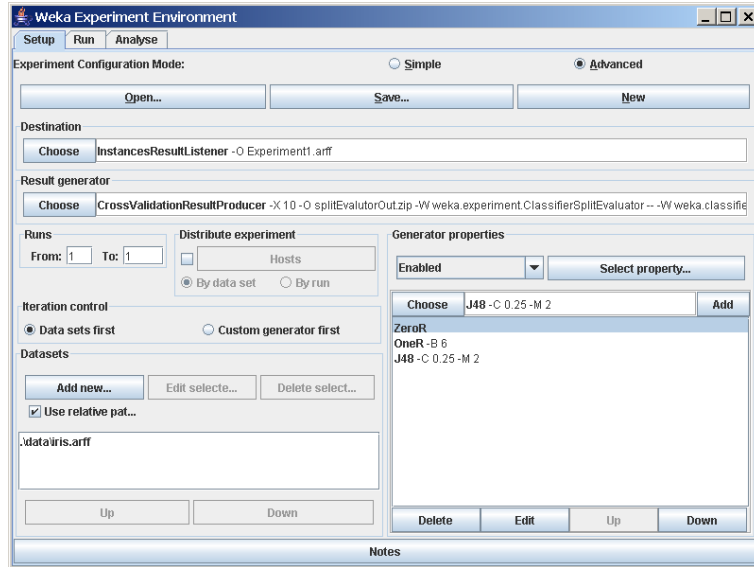 Weka Experiment Environment
Setup Run Analyse
Experiment Configuration Mode: Simple Advanced
Open... Save... New
Destination
Choose InstancesResultListener -O Experiment1.arff
Result generator
Choose CrossValidationResultProducer -X 10 -O splitEvalutorOut.zip -W weka.experiment.ClassifierSplitEvaluator -- -W weka.classifie
Runs
From: 1 To: 1
Distribute experiment
Hosts
By data set By run
Generator properties
Enabled Select property...
Iteration control
Data sets first Custom generator first
Choose J48 -C 0.25 -M 2 Add
ZeroR
OneR -B 6
J48 -C 0.25 -M 2
Datasets
Add new... Edit selecte... Delete select...
Use relative pat...
.\data\iris.arff
Up Down
Delete Edit Up Down
Notes